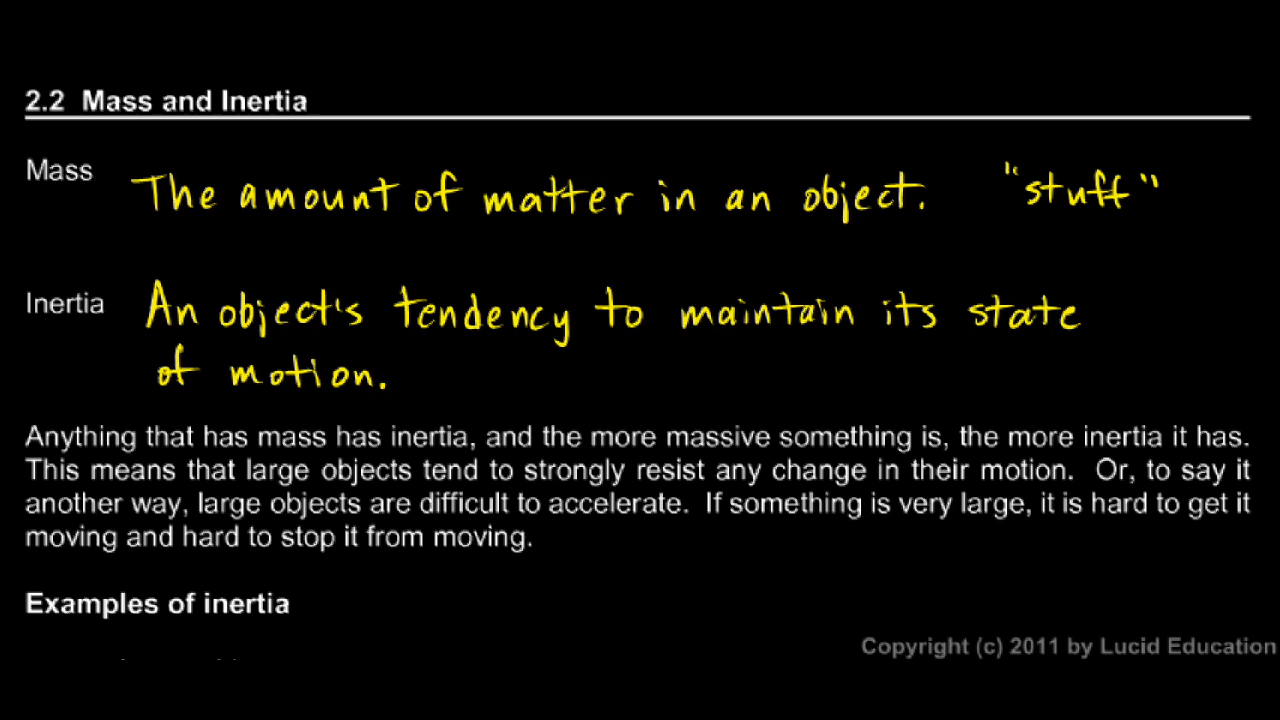 2.2 Mass and Inertia
Mass The amount of matter in an object. "stuff"
Inertia An object's tendency to maintain its state
of motion.
Anything that has mass has inertia, and the more massive something is, the more inertia it has.
This means that large objects tend to strongly resist any change in their motion. Or, to say it
another way, large objects are difficult to accelerate. If something is very large, it is hard to get it
moving and hard to stop it from moving.
Examples of inertia
Copyright (c) 2011 by Lucid Education